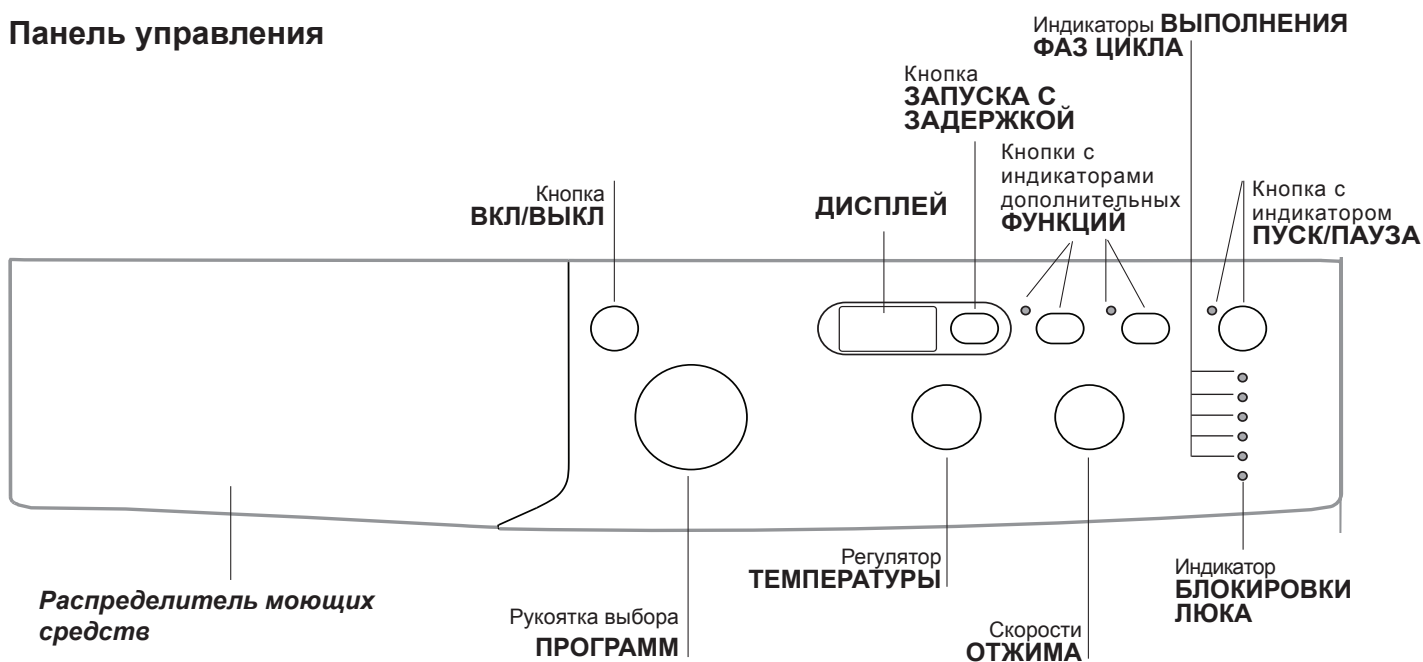 Панель управления
Индикаторы ВЫПОЛНЕНИЯ
ФАЗ ЦИКЛА
Кнопка
ЗАПУСКА С
ЗАДЕРЖКОЙ
Кнопки с
индикаторами
дополнительных
ФУНКЦИЙ
Кнопка
ВКЛ/ВЫКЛ
ДИСПЛЕЙ
Кнопка с
индикатором
ПУСК/ПАУЗА
Распределитель моющих
средств
Рукоятка выбора
ПРОГРАММ
Регулятор
ТЕМПЕРАТУРЫ
Скорости
ОТЖИМА
Индикатор
БЛОКИРОВКИ
ЛЮКА